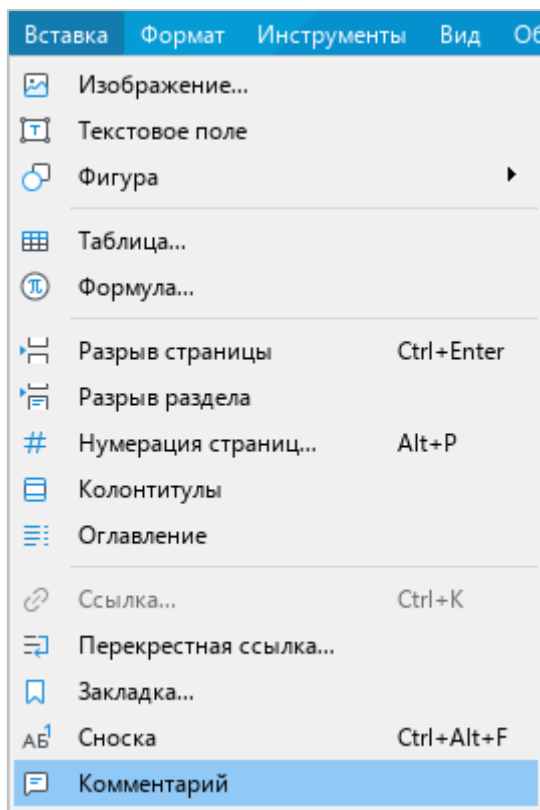 Вставка Формат Инструменты Вид Об
Изображение...
Текстовое поле
Фигура
Таблица...
Формула...
Разрыв страницы Ctrl+Enter
Разрыв раздела
Нумерация страниц... Alt+P
Колонтитулы
Оглавление
Ссылка... Ctrl+K
Перекрестная ссылка...
Закладка...
Сноска Ctrl+Alt+F
Комментарий